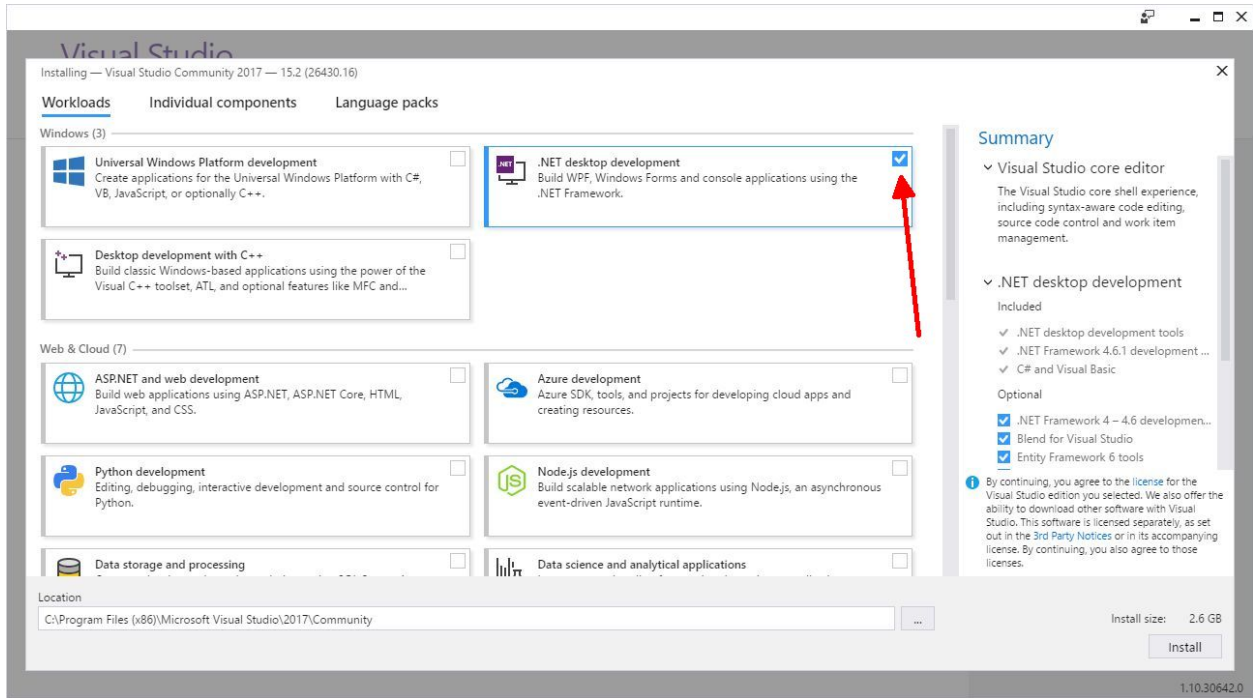 Visual Studio
Installing — Visual Studio Community 2017 — 15.2 (26430.16)
Workloads Individual components Language packs
Windows (3)
Universal Windows Platform development
Create applications for the Universal Windows Platform with C#,
VB, JavaScript, or optionally C++.
.NET
.NET desktop development
Build WPF, Windows Forms and console applications using the
.NET Framework.
Desktop development with C++
Build classic Windows-based applications using the power of the
Visual C++ toolset, ATL, and optional features like MFC and...
Web & Cloud (7)
ASP.NET and web development
Build web applications using ASP.NET, ASP.NET Core, HTML,
JavaScript, and CSS.
Azure development
Azure SDK, tools, and projects for developing cloud apps and
creating resources.
Python development
Editing, debugging, interactive development and source control for
Python.
JS
Node.js development
Build scalable network applications using Node.js, an asynchronous
event-driven JavaScript runtime.
Data storage and processing
Data science and analytical applications
Summary
Visual Studio core editor
The Visual Studio core shell experience,
including syntax-aware code editing,
source code control and work item
management.
.NET desktop development
Included
.NET desktop development tools
.NET Framework 4.6.1 development ...
C# and Visual Basic
Optional
.NET Framework 4 – 4.6 developmen...
Blend for Visual Studio
Entity Framework 6 tools
By continuing, you agree to the license for the
Visual Studio edition you selected. We also offer the
ability to download other software with Visual
Studio. This software is licensed separately, as set
out in the 3rd Party Notices or in its accompanying
license. By continuing, you also agree to those
licenses.
Location
C:\Program Files (x86)\Microsoft Visual Studio\2017\Community
...
Install size: 2.6 GB
Install
1.10.30642.0